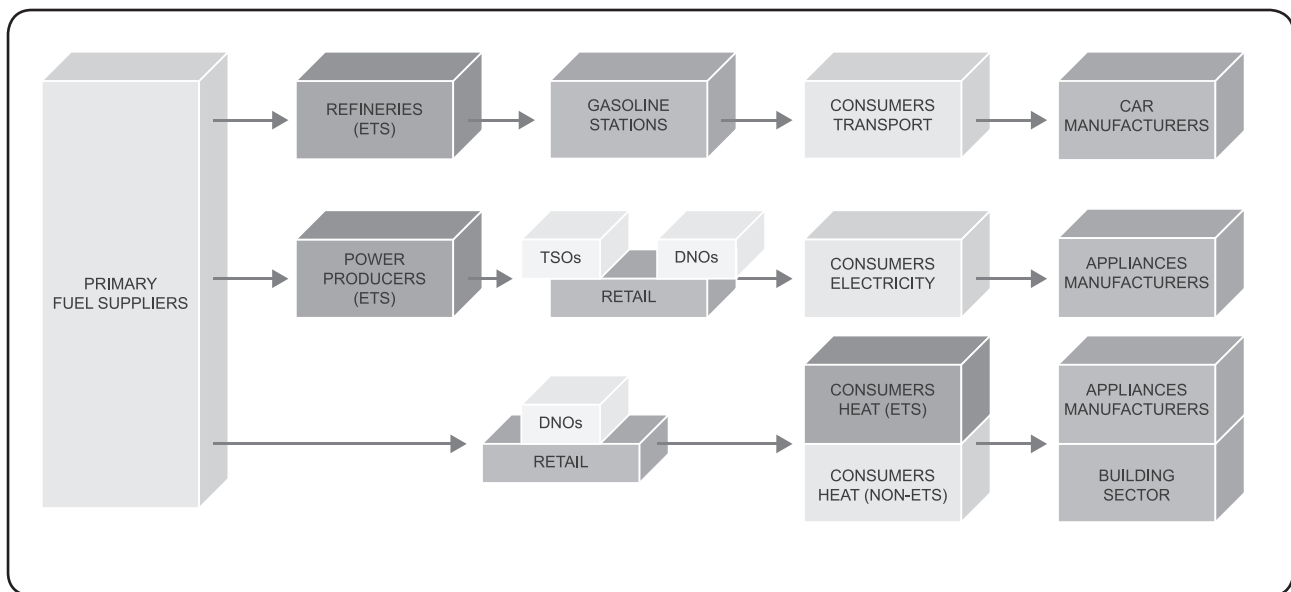 PRIMARY
FUEL SUPPLIERS
REFINERIES
(ETS)
GASOLINE
STATIONS
CONSUMERS
TRANSPORT
CAR
MANUFACTURERS
POWER
PRODUCERS
(ETS)
TSOs
DNOs
RETAIL
CONSUMERS
ELECTRICITY
APPLIANCES
MANUFACTURERS
DNOs
RETAIL
CONSUMERS
HEAT (ETS)
CONSUMERS
HEAT (NON-ETS)
APPLIANCES
MANUFACTURERS
BUILDING
SECTOR